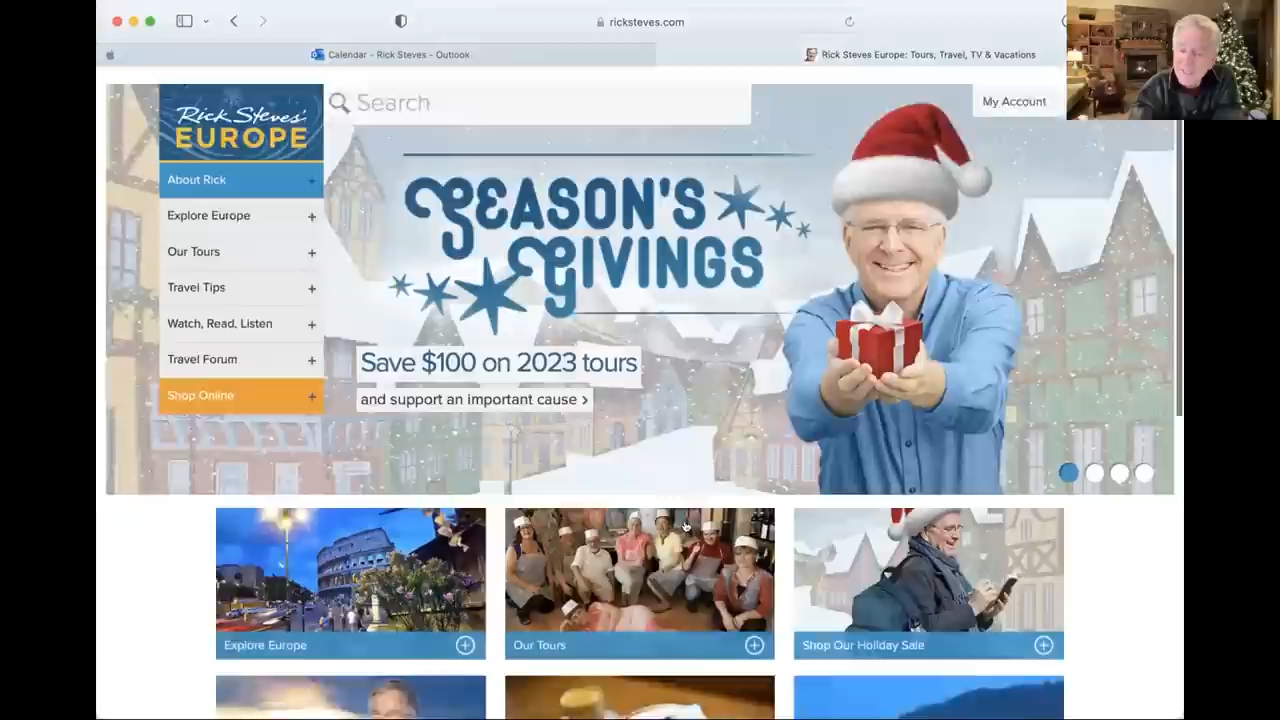 ricksteves.com
Calendar - Rick Steves - Outlook
Rick Steves Europe: Tours, Travel, TV & Vacations
Rick Steves'
EUROPE
Search
My Account
About Rick +
Explore Europe +
Our Tours +
Travel Tips +
Watch, Read, Listen +
Travel Forum +
Shop Online +
SEASON'S
GIVINGS
Save $100 on 2023 tours
and support an important cause >
Explore Europe
Our Tours
Shop Our Holiday Sale